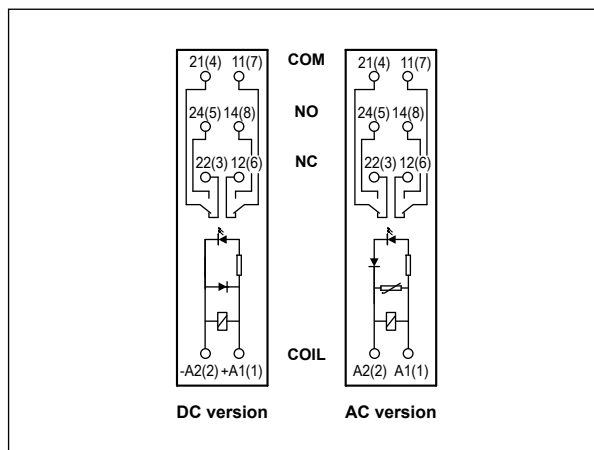 21(4) 11(7) COM 21(4) 11(7)
24(5) 14(8) NO 24(5) 14(8)
22(3) 12(6) NC 22(3) 12(6)
COIL
-A2(2) +A1(1) A2(2) A1(1)
DC version AC version